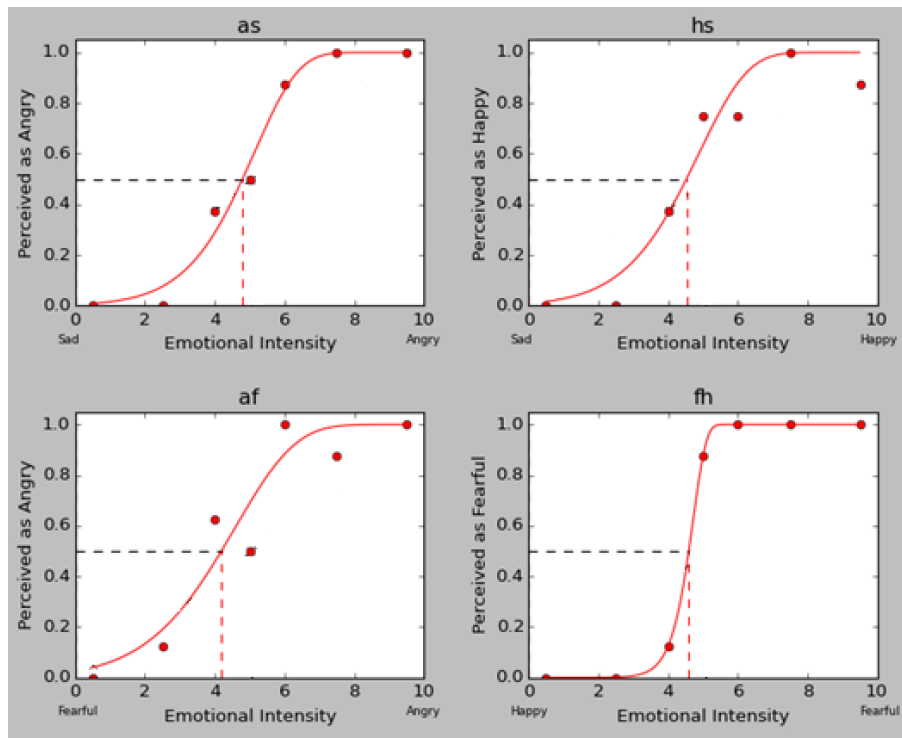 as
Perceived as Angry
1.0
0.8
0.6
0.4
0.2
0.0
0 2 4 6 8 10
Sad Emotional Intensity Angry
hs
Perceived as Happy
1.0
0.8
0.6
0.4
0.2
0.0
0 2 4 6 8 10
Sad Emotional Intensity Happy
af
Perceived as Angry
1.0
0.8
0.6
0.4
0.2
0.0
0 2 4 6 8 10
Fearful Emotional Intensity Angry
fh
Perceived as Fearful
1.0
0.8
0.6
0.4
0.2
0.0
0 2 4 6 8 10
Happy Emotional Intensity Fearful